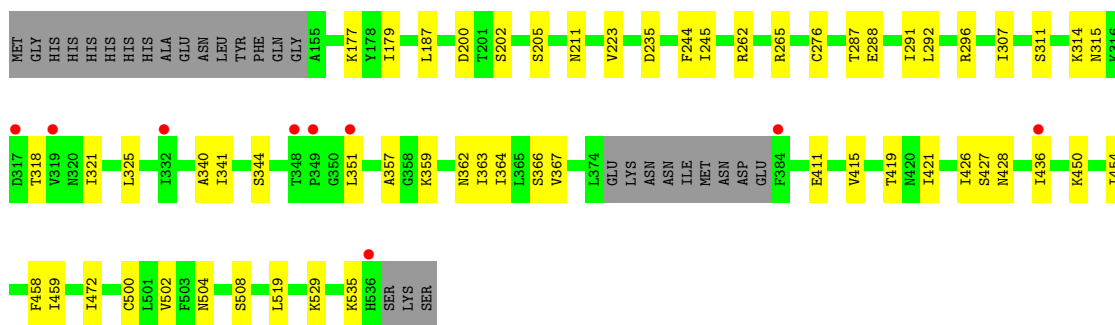 MET GLY HIS HIS HIS HIS HIS HIS ALA GLU ASN LEU TYR PHE GLN GLY A155 K177 Y178 I179 L187 D200 T201 S202 S205 N211 V223 D235 F244 I245 R262 R265 C276 T287 E288 I291 L292 R296 I307 S311 K314 N315 K316
D317 T318 V319 N320 I321 L325 I332 A340 I341 S344 T348 P349 G350 L351 A357 G358 K359 N362 I363 I364 L365 S366 V367 L374 GLU LYS ASN ASN ILE MET ASN ASP GLU F384 E411 V415 T419 N420 I421 I426 S427 N428 I436 K450 I454
F458 I459 I472 C500 L501 V502 F503 N504 S508 L519 K529 K535 H536 SER LYS SER